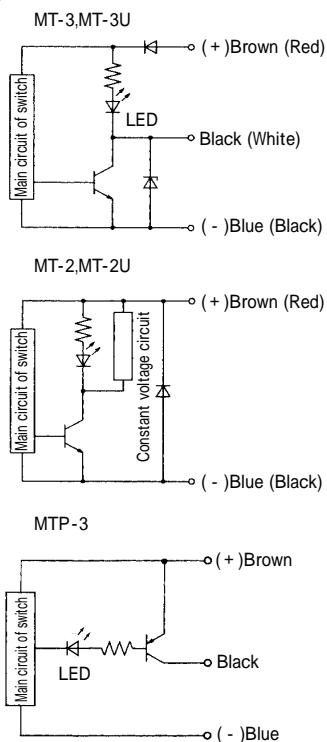 MT-3,MT-3U
Main circuit of switch
(+)Brown (Red)
LED
Black (White)
(-)Blue (Black)
MT-2,MT-2U
Main circuit of switch
Constant voltage circuit
(+)Brown (Red)
(-)Blue (Black)
MTP-3
Main circuit of switch
(+)Brown
LED
Black
(-)Blue